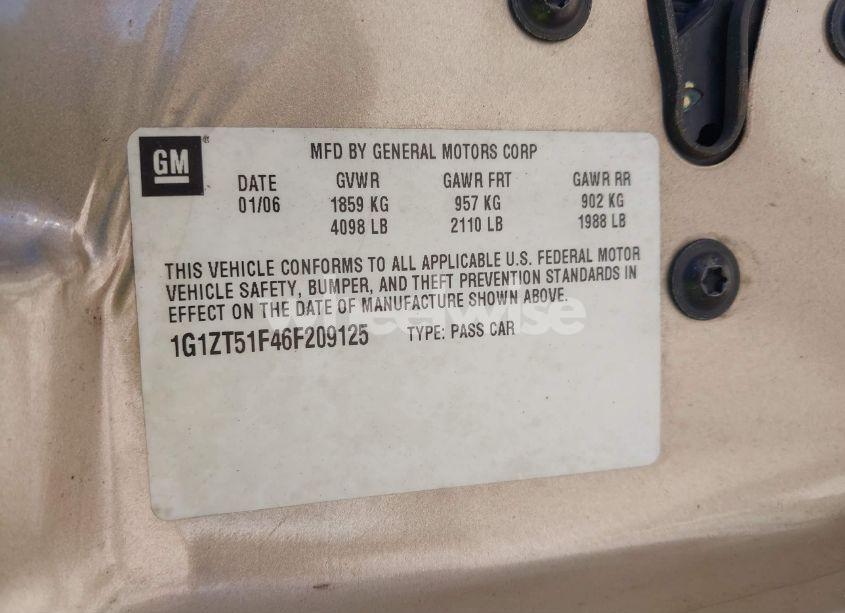 GM
MFD BY GENERAL MOTORS CORP
DATE GVWR GAWR FRT GAWR RR
01/06 1859 KG 957 KG 902 KG
4098 LB 2110 LB 1988 LB
THIS VEHICLE CONFORMS TO ALL APPLICABLE U.S. FEDERAL MOTOR
VEHICLE SAFETY, BUMPER, AND THEFT PREVENTION STANDARDS IN
EFFECT ON THE DATE OF MANUFACTURE SHOWN ABOVE.
wheelwise
1G1ZT51F46F209125 TYPE: PASS CAR